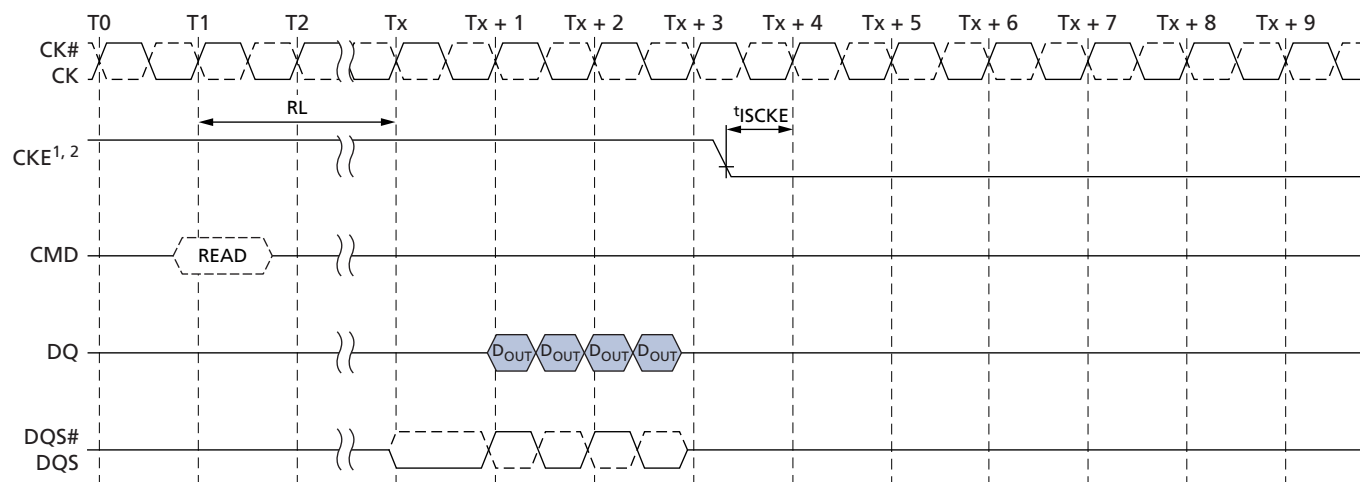 T0 T1 T2 Tx Tx + 1 Tx + 2 Tx + 3 Tx + 4 Tx + 5 Tx + 6 Tx + 7 Tx + 8 Tx + 9
CK#
CK
RL
tISCKE
CKE1, 2
CMD READ
DQ DOUT DOUT DOUT DOUT
DQS#
DQS